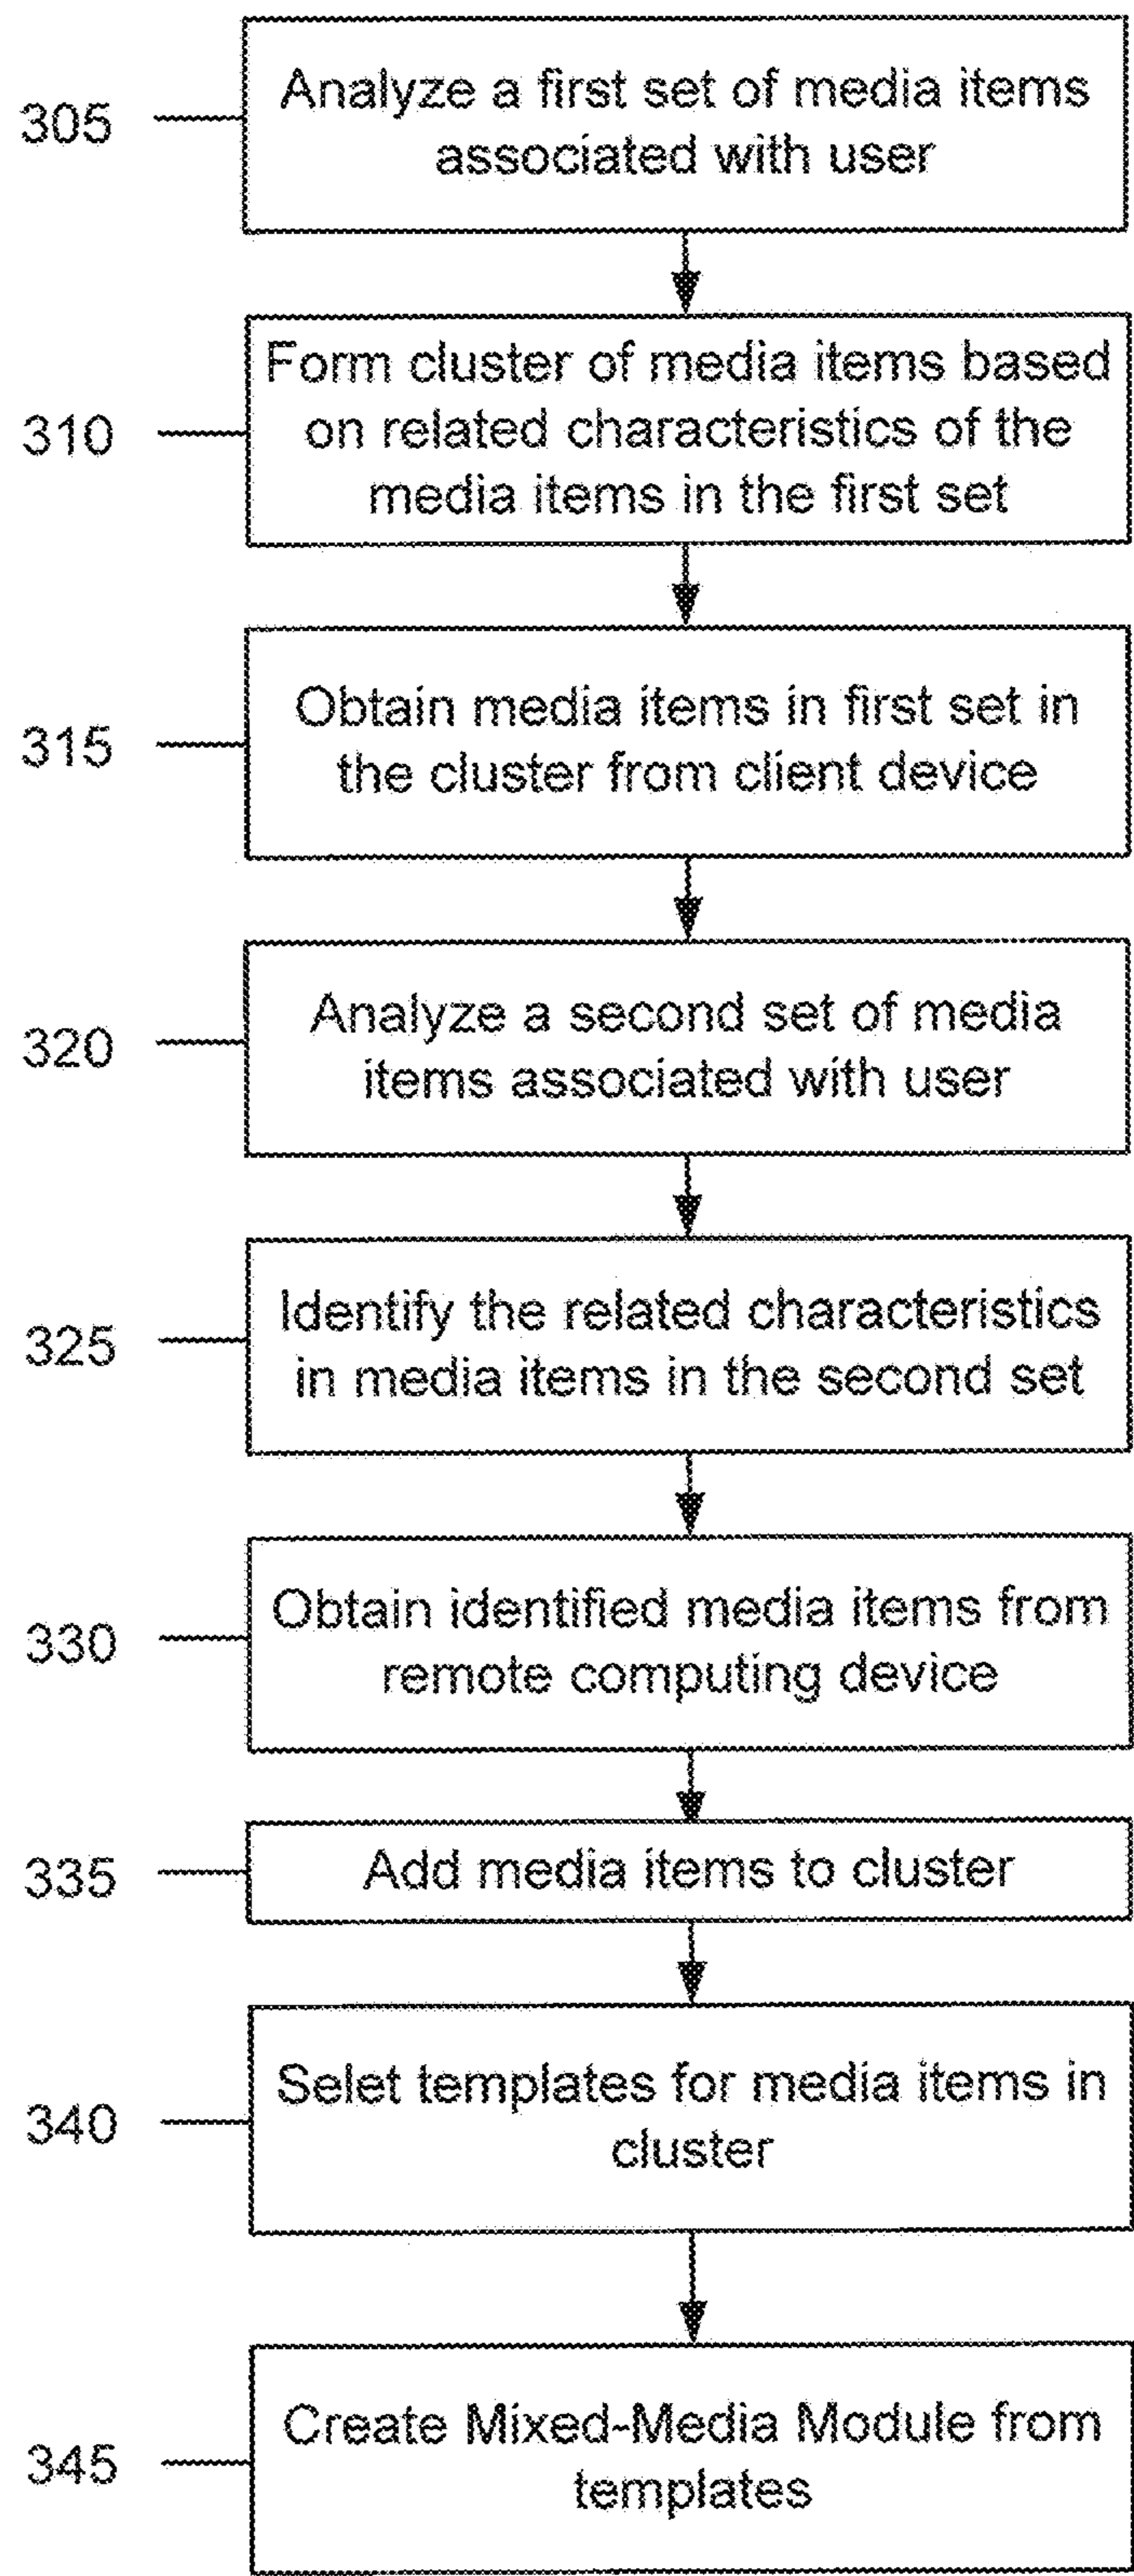 305
Analyze a first set of media items
associated with user
310
Form cluster of media items based
on related characteristics of the
media items in the first set
315
Obtain media items in first set in
the cluster from client device
320
Analyze a second set of media
items associated with user
325
Identify the related characteristics
in media items in the second set
330
Obtain identified media items from
remote computing device
335
Add media items to cluster
340
Selet templates for media items in
cluster
345
Create Mixed-Media Module from
templates